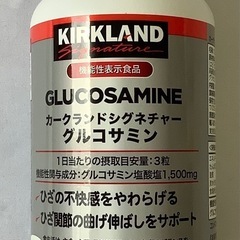 KIRKLAND
Signature
機能性表示食品
GLUCOSAMINE
カークランドシグネチャー
グルコサミン
1日当たりの摂取目安量:3粒
機能性関与成分:グルコサミン塩酸塩1,500mg
ひざの不快感をやわらげる
ひざ関節の曲げ伸ばしをサポート